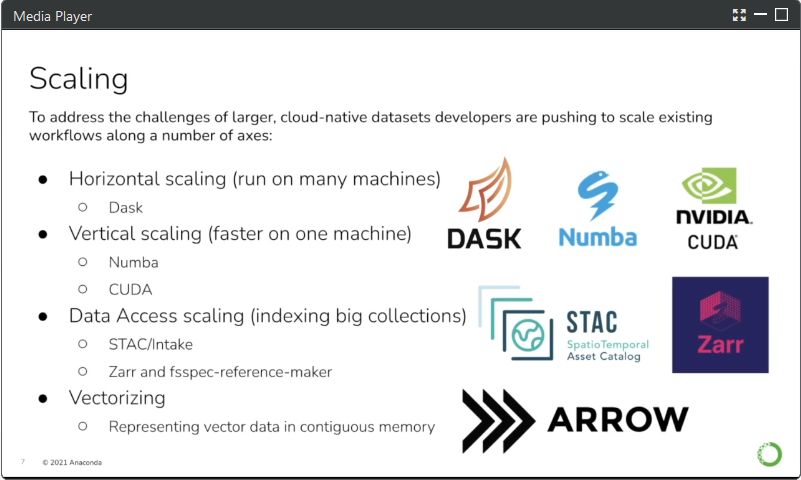 Media Player
Scaling
To address the challenges of larger, cloud-native datasets developers are pushing to scale existing
workflows along a number of axes:
● Horizontal scaling (run on many machines)
○ Dask
● Vertical scaling (faster on one machine)
○ Numba
○ CUDA
● Data Access scaling (indexing big collections)
○ STAC/Intake
○ Zarr and fsspec-reference-maker
● Vectorizing
○ Representing vector data in contiguous memory
DASK
Numba
NVIDIA.
CUDA
STAC
SpatioTemporal
Asset Catalog
Zarr
ARROW
7 © 2021 Anaconda